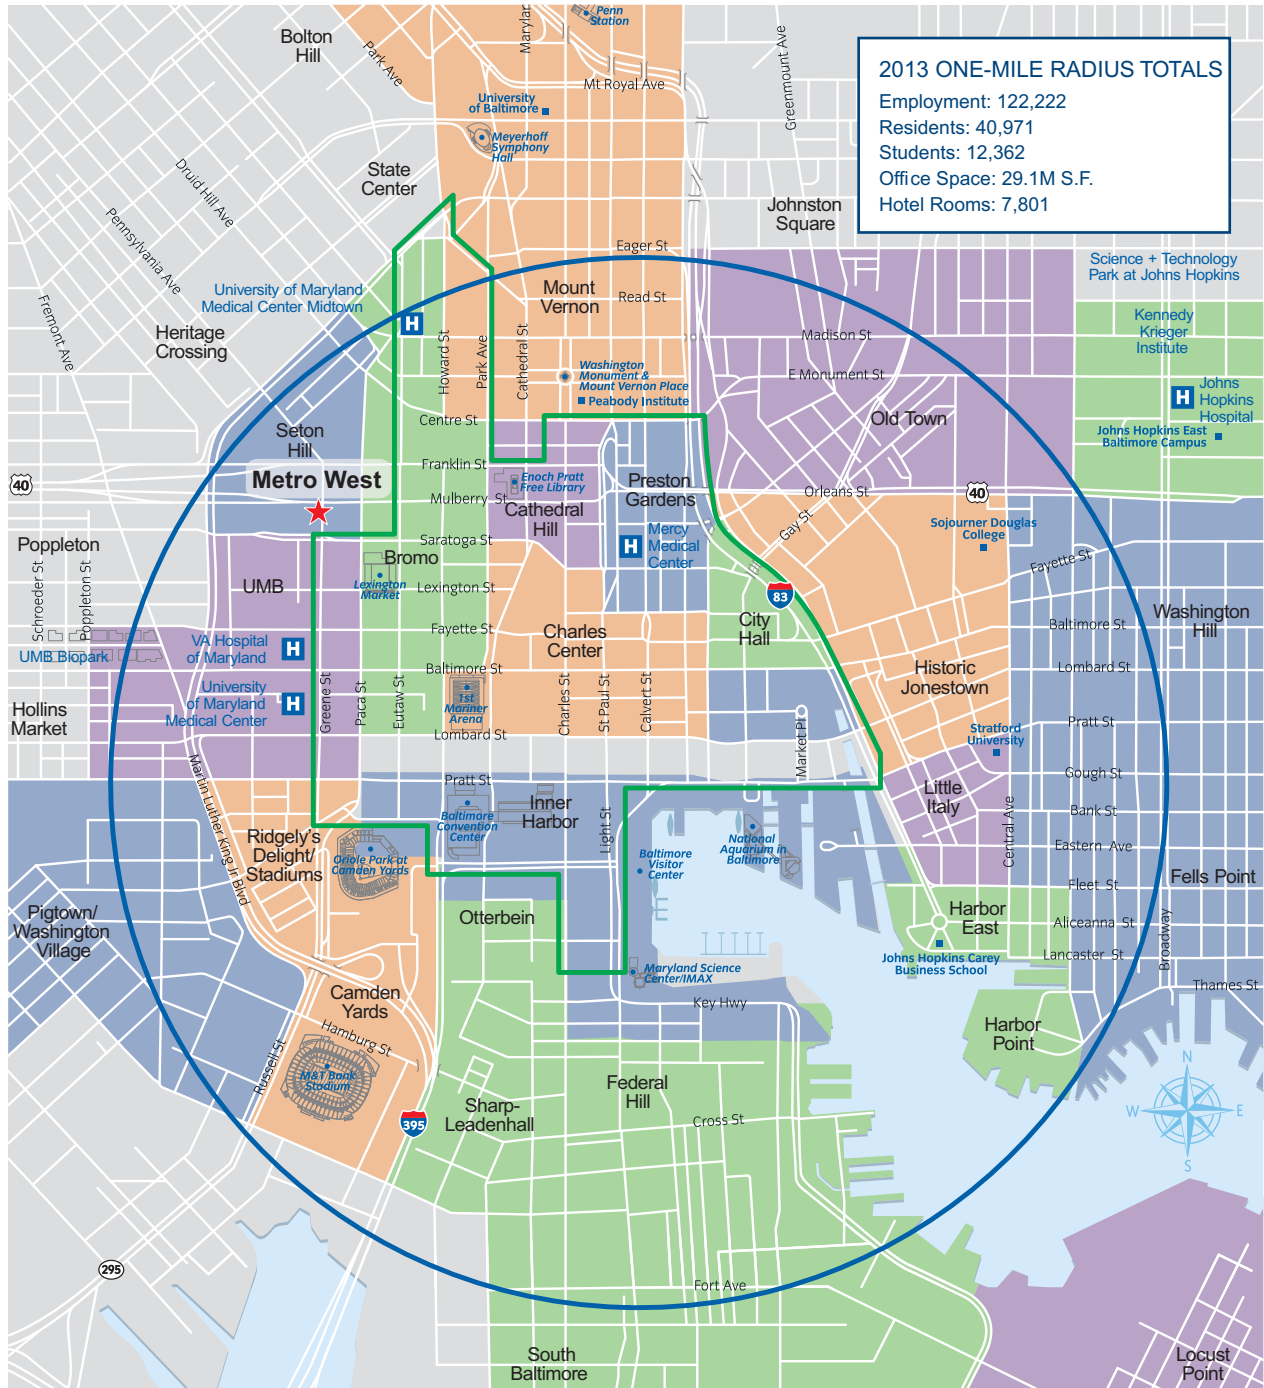 Penn
Station
Bolton
Hill
Park Ave
Marylan
Greenmount Ave
Mt Royal Ave
2013 ONE-MILE RADIUS TOTALS
Employment: 122,222
Residents: 40,971
Students: 12,362
Office Space: 29.1M S.F.
Hotel Rooms: 7,801
University
of Baltimore
Meyerhoff
Symphony
Hall
State
Center
Druid Hill Ave
Pennsylvania Ave
Fremont Ave
Johnston
Square
Eager St
Science + Technology
Park at Johns Hopkins
University of Maryland
Medical Center Midtown
H
Mount
Vernon
Read St
Heritage
Crossing
Howard St
Park Ave
Cathedral St
Madison St
Kennedy
Krieger
Institute
Washington
Monument &
Mount Vernon Place
Peabody Institute
E Monument St
H
Johns
Hopkins
Hospital
Johns Hopkins East
Baltimore Campus
Old Town
Centre St
Seton
Hill
Franklin St
Metro West
40
Mulberry St
Enoch Pratt
Free Library
Cathedral
Hill
Preston
Gardens
Orleans St
40
Gay St
Sojourner Douglas
College
Poppleton
Schroeder St
Poppleton St
Saratoga St
Bromo
Lexington
Market
H
Mercy
Medical
Center
Fayette St
UMB
Lexington St
83
Washington
Hill
City
Hall
Baltimore St
Fayette St
Charles
Center
VA Hospital
of Maryland
H
UMB Biopark
Baltimore St
Lombard St
Historic
Jonestown
University
of Maryland
Medical Center
H
Greene St
Paca St
Eutaw St
1st
Mariner
Arena
Charles St
St Paul St
Calvert St
Hollins
Market
Lombard St
Market Pl
Pratt St
Stratford
University
Martin Luther King Jr Blvd
Pratt St
Gough St
Little
Italy
Central Ave
Bank St
Inner
Harbor
Light St
Baltimore
Convention
Center
Ridgely's
Delight/
Stadiums
Oriole Park at
Camden Yards
National
Aquarium in
Baltimore
Baltimore
Visitor
Center
Eastern Ave
Fleet St
Fells Point
Pigtown/
Washington
Village
Otterbein
Harbor
East
Aliceanna St
Broadway
Johns Hopkins Carey
Business School
Lancaster St
Maryland Science
Center/IMAX
Thames St
Camden
Yards
Key Hwy
Hamburg St
Russell St
Harbor
Point
M&T Bank
Stadium
Federal
Hill
N
W
E
S
Sharp-
Leadenhall
395
Cross St
295
Fort Ave
South
Baltimore
Locust
Point